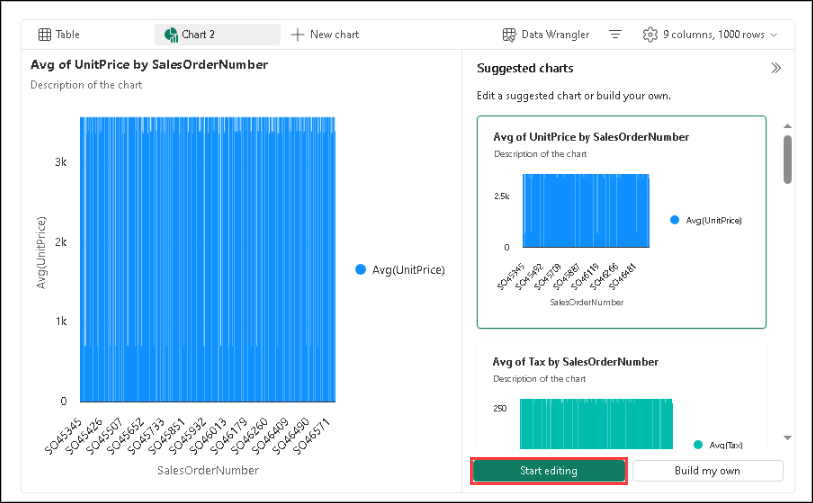 Table
Chart 2
New chart
Data Wrangler
9 columns, 1000 rows
Avg of UnitPrice by SalesOrderNumber
Description of the chart
3k
2k
1k
0
Avg(UnitPrice)
Avg(UnitPrice)
SO45345
SO45426
SO45507
SO45652
SO45733
SO45851
SO45932
SO46013
SO46179
SO46260
SO46409
SO46490
SO46571
SalesOrderNumber
Suggested charts
Edit a suggested chart or build your own.
Avg of UnitPrice by SalesOrderNumber
Description of the chart
2.5k
0
Avg(UnitPrice)
SO45345
SO45492
SO45709
SO45887
SO46119
SO46266
SO46481
SalesOrderNumber
Avg of Tax by SalesOrderNumber
Description of the chart
250
Avg(Tax)
Start editing
Build my own